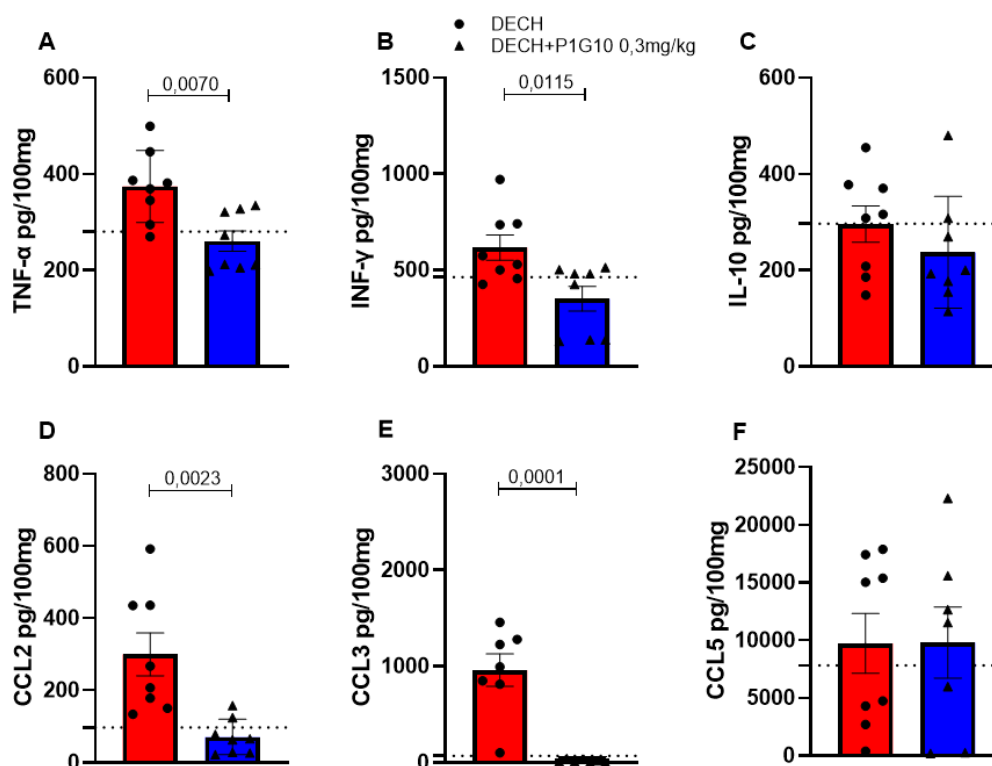 DECH
DECH+P1G10 0,3mg/kg
A
TNF-α pg/100mg
600
400
200
0
0,0070
B
INF-γ pg/100mg
1500
1000
500
0
0,0115
C
IL-10 pg/100mg
600
400
200
0
D
CCL2 pg/100mg
800
600
400
200
0
0,0023
E
CCL3 pg/100mg
3000
2000
1000
0
0,0001
F
CCL5 pg/100mg
25000
20000
15000
10000
5000
0